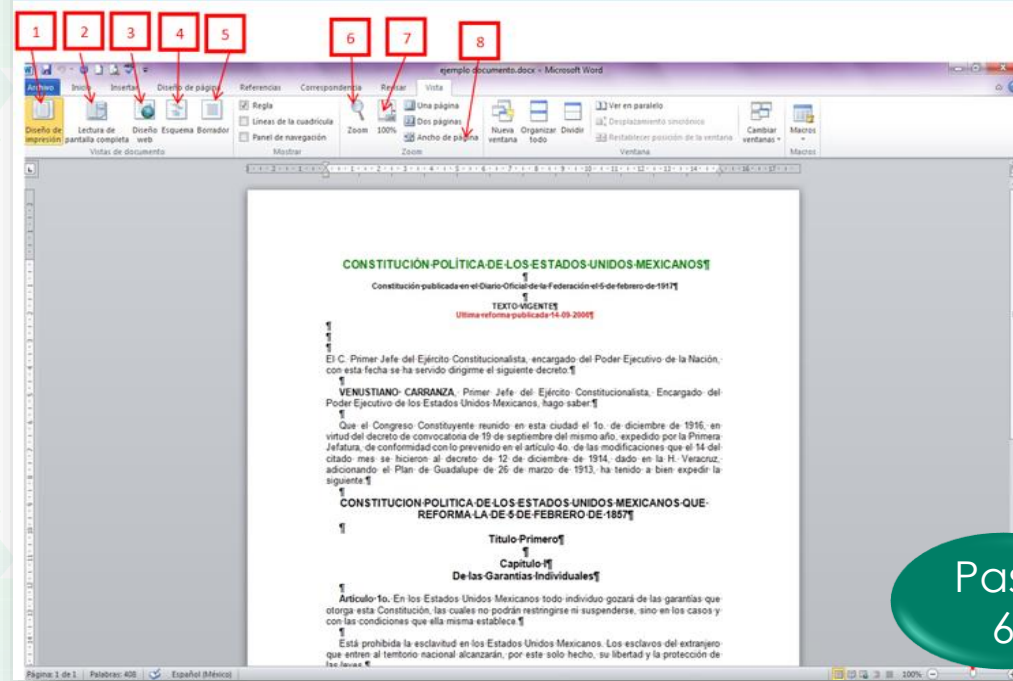 1 2 3 4 5 6 7 8
ejemplo documento.docx - Microsoft Word
Archivo Inicio Insertar Diseño de página Referencias Correspondencia Revisar Vista
Diseño de impresión
Lectura de pantalla completa
Diseño web
Esquema
Borrador
Vistas de documento
Regla
Líneas de la cuadrícula
Panel de navegación
Mostrar
Zoom
100%
Una página
Dos páginas
Ancho de página
Zoom
Nueva ventana
Organizar todo
Dividir
Ver en paralelo
Desplazamiento sincrónico
Restablecer posición de la ventana
Ventana
Cambiar ventanas
Macros
Macros
CONSTITUCIÓN·POLÍTICA·DE·LOS·ESTADOS·UNIDOS·MEXICANOS¶
¶
Constitución·publicada·en·el·Diario·Oficial·de·la·Federación·el·5·de·febrero·de·1917¶
¶
TEXTO·VIGENTE¶
Ultima·reforma·publicada·14-09-2006¶
¶
¶
¶
El·C.·Primer·Jefe·del·Ejército·Constitucionalista,·encargado·del·Poder·Ejecutivo·de·la·Nación,·
con·esta·fecha·se·ha·servido·dirigirme·el·siguiente·decreto:¶
¶
VENUSTIANO·CARRANZA,·Primer·Jefe·del·Ejército·Constitucionalista,·Encargado·del·
Poder·Ejecutivo·de·los·Estados·Unidos·Mexicanos,·hago·saber:¶
¶
Que·el·Congreso·Constituyente·reunido·en·esta·ciudad·el·1o.·de·diciembre·de·1916,·en·
virtud·del·decreto·de·convocatoria·de·19·de·septiembre·del·mismo·año,·expedido·por·la·Primera·
Jefatura,·de·conformidad·con·lo·prevenido·en·el·artículo·4o.·de·las·modificaciones·que·el·14·del·
citado·mes·se·hicieron·al·decreto·de·12·de·diciembre·de·1914,·dado·en·la·H.·Veracruz,·
adicionando·el·Plan·de·Guadalupe·de·26·de·marzo·de·1913,·ha·tenido·a·bien·expedir·la·
siguiente:¶
¶
CONSTITUCION·POLITICA·DE·LOS·ESTADOS·UNIDOS·MEXICANOS·QUE·
REFORMA·LA·DE·5·DE·FEBRERO·DE·1857¶
¶
Titulo·Primero¶
¶
Capitulo·I¶
De·las·Garantías·Individuales¶
¶
Articulo·1o.·En·los·Estados·Unidos·Mexicanos·todo·individuo·gozará·de·las·garantías·que·
otorga·esta·Constitución,·las·cuales·no·podrán·restringirse·ni·suspenderse,·sino·en·los·casos·y·
con·las·condiciones·que·ella·misma·establece.¶
¶
Está·prohibida·la·esclavitud·en·los·Estados·Unidos·Mexicanos.·Los·esclavos·del·extranjero·
que·entren·al·territorio·nacional·alcanzarán,·por·este·solo·hecho,·su·libertad·y·la·protección·de·
las·leyes.¶
Pas
6
Página: 1 de 1 Palabras: 408 Español (México) 100%